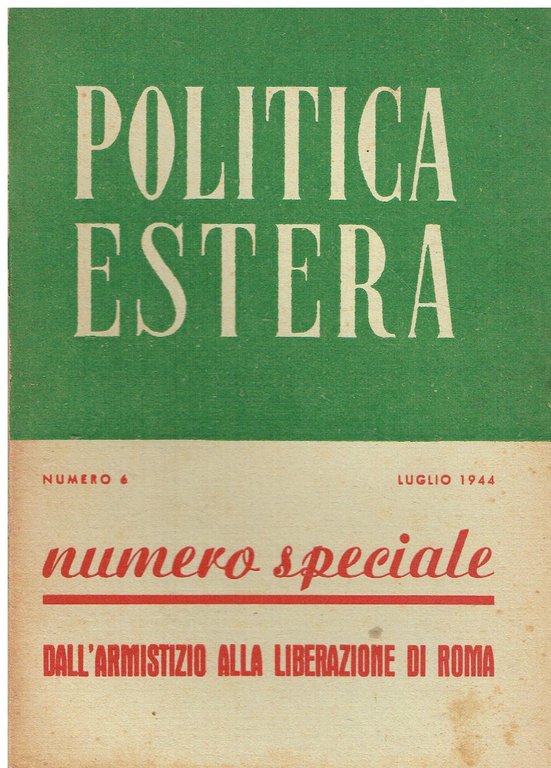 POLITICA
ESTERA
NUMERO 6 LUGLIO 1944
numero speciale
DALL'ARMISTIZIO ALLA LIBERAZIONE DI ROMA